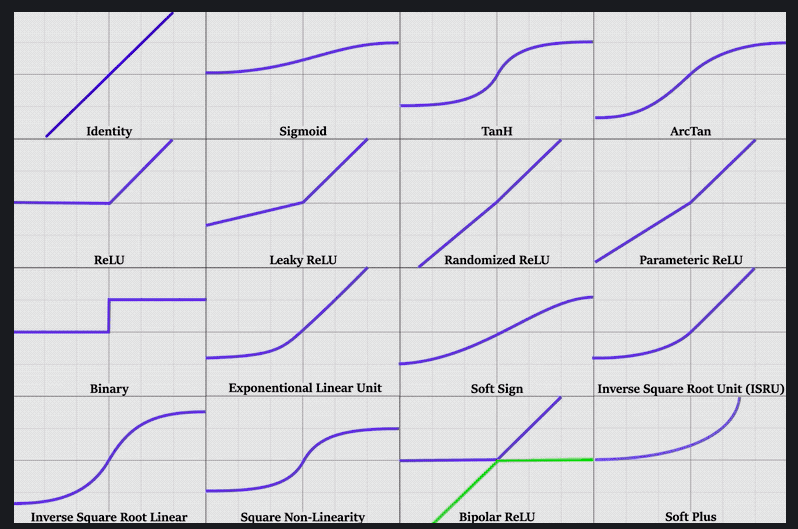 Identity
Sigmoid
TanH
ArcTan
ReLU
Leaky ReLU
Randomized ReLU
Parameteric ReLU
Binary
Exponentional Linear Unit
Soft Sign
Inverse Square Root Unit (ISRU)
Inverse Square Root Linear
Square Non-Linearity
Bipolar ReLU
Soft Plus